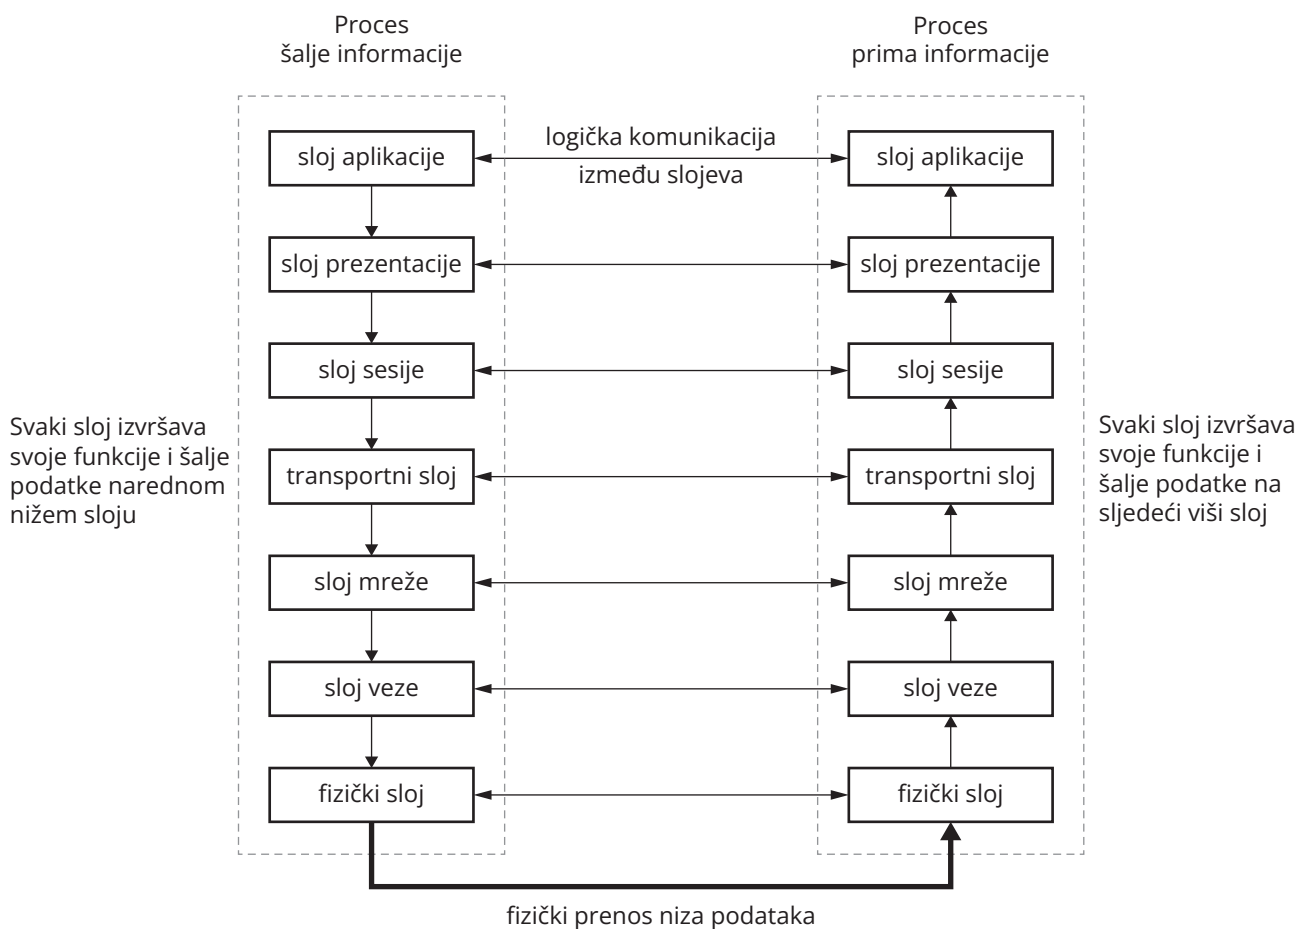 Proces
šalje informacije
Proces
prima informacije
sloj aplikacije
logička komunikacija
između slojeva
sloj aplikacije
sloj prezentacije
sloj prezentacije
sloj sesije
sloj sesije
Svaki sloj izvršava
svoje funkcije i šalje
podatke narednom
nižem sloju
transportni sloj
transportni sloj
Svaki sloj izvršava
svoje funkcije i
šalje podatke na
sljedeći viši sloj
sloj mreže
sloj mreže
sloj veze
sloj veze
fizički sloj
fizički sloj
fizički prenos niza podataka